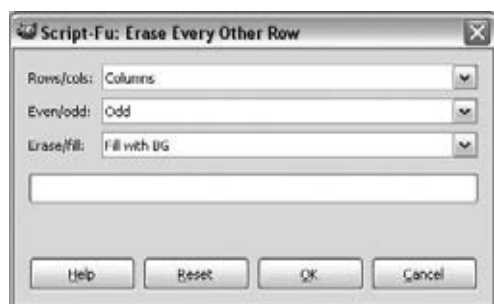 Script-Fu: Erase Every Other Row
Rows/cols: Columns
Even/odd: Odd
Erase/fill: Fill with BG
Help Reset OK Cancel